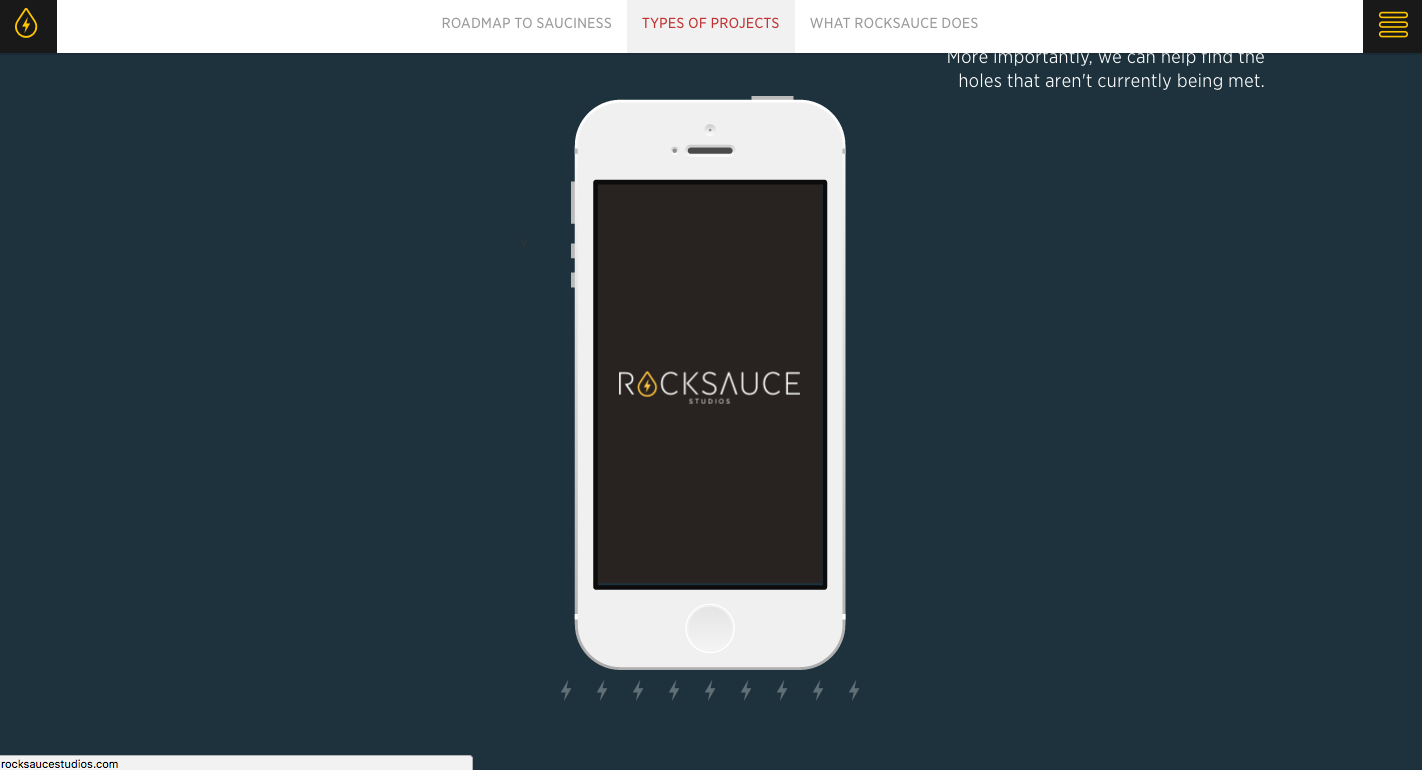 ROADMAP TO SAUCINESS
TYPES OF PROJECTS
WHAT ROCKSAUCE DOES
More importantly, we can help find the
holes that aren't currently being met.
ROCKSAUCE
STUDIOS
rocksaucestudios.com